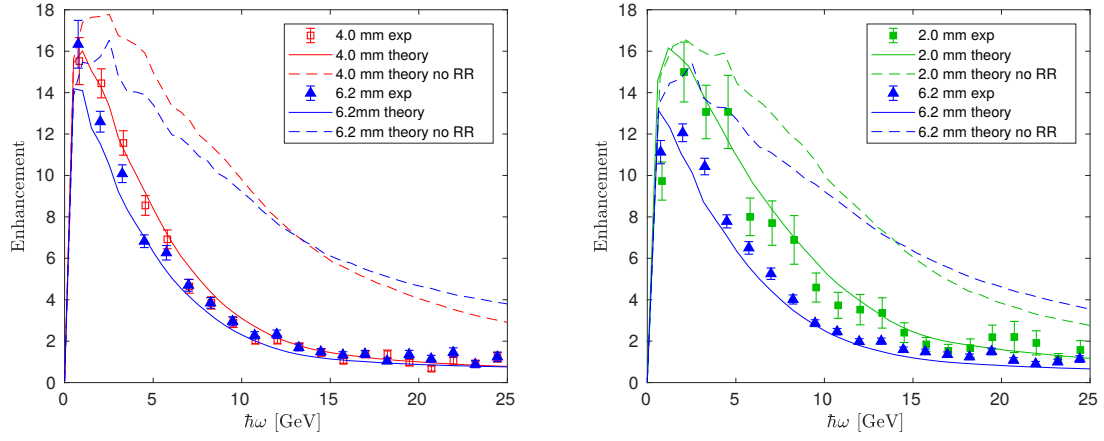 18
16
14
12
10
8
6
4
2
0
Enhancement
4.0 mm exp
4.0 mm theory
4.0 mm theory no RR
6.2 mm exp
6.2mm theory
6.2 mm theory no RR
0 5 10 15 20 25
ℏω [GeV]
18
16
14
12
10
8
6
4
2
0
Enhancement
2.0 mm exp
2.0 mm theory
2.0 mm theory no RR
6.2 mm exp
6.2 mm theory
6.2 mm theory no RR
0 5 10 15 20 25
ℏω [GeV]